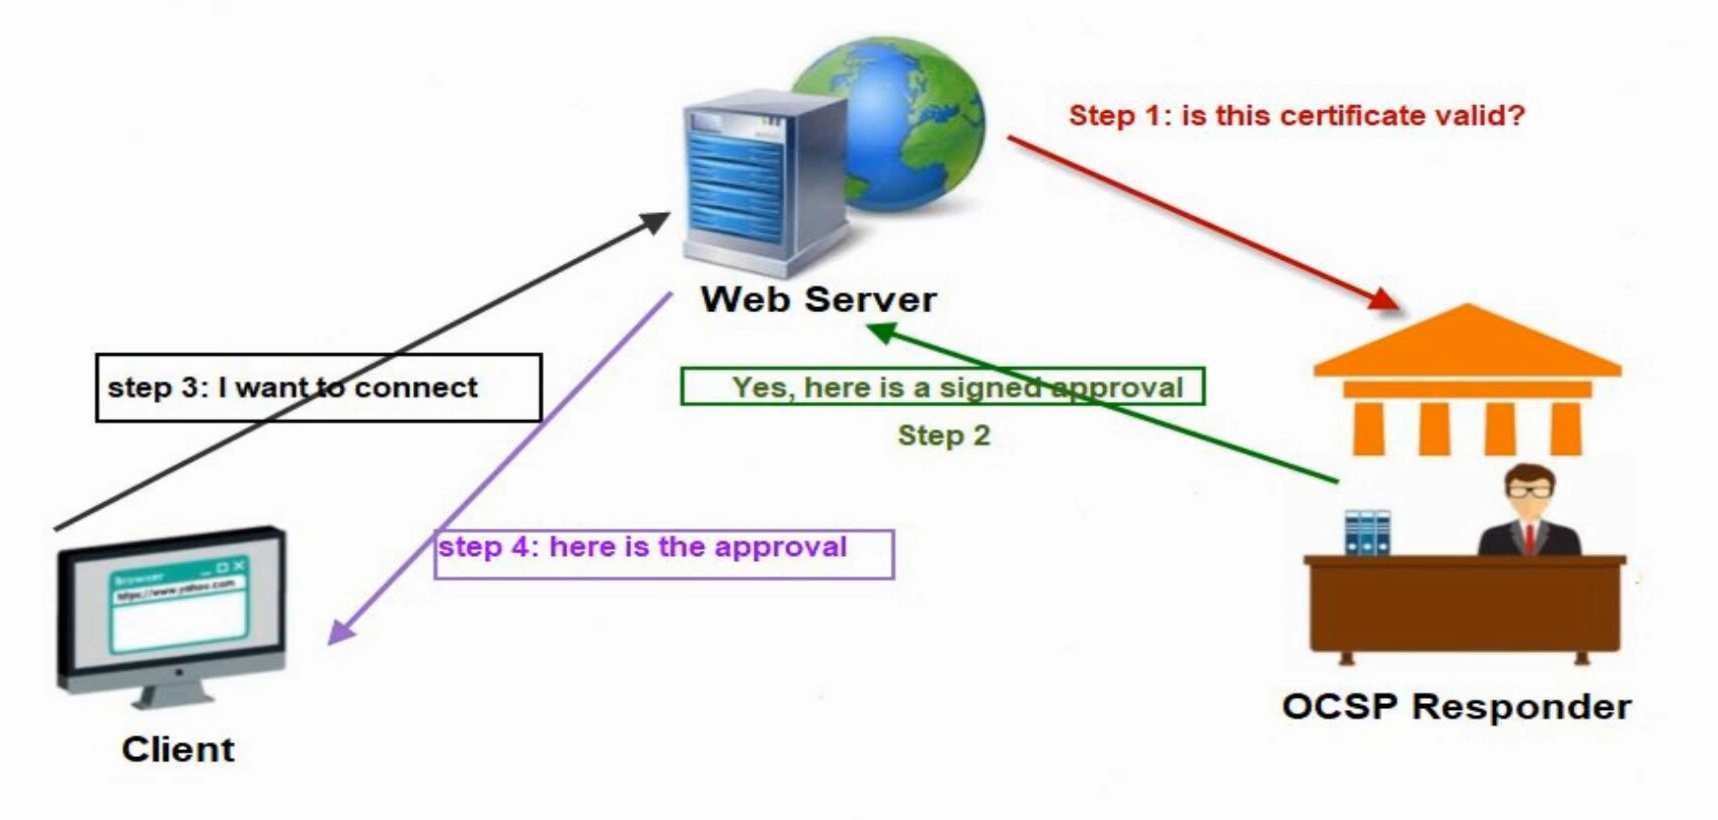 Step 1: is this certificate valid?
Web Server
step 3: I want to connect
Yes, here is a signed approval
Step 2
step 4: here is the approval
Browser
https://www.yahoo.com
OCSP Responder
Client